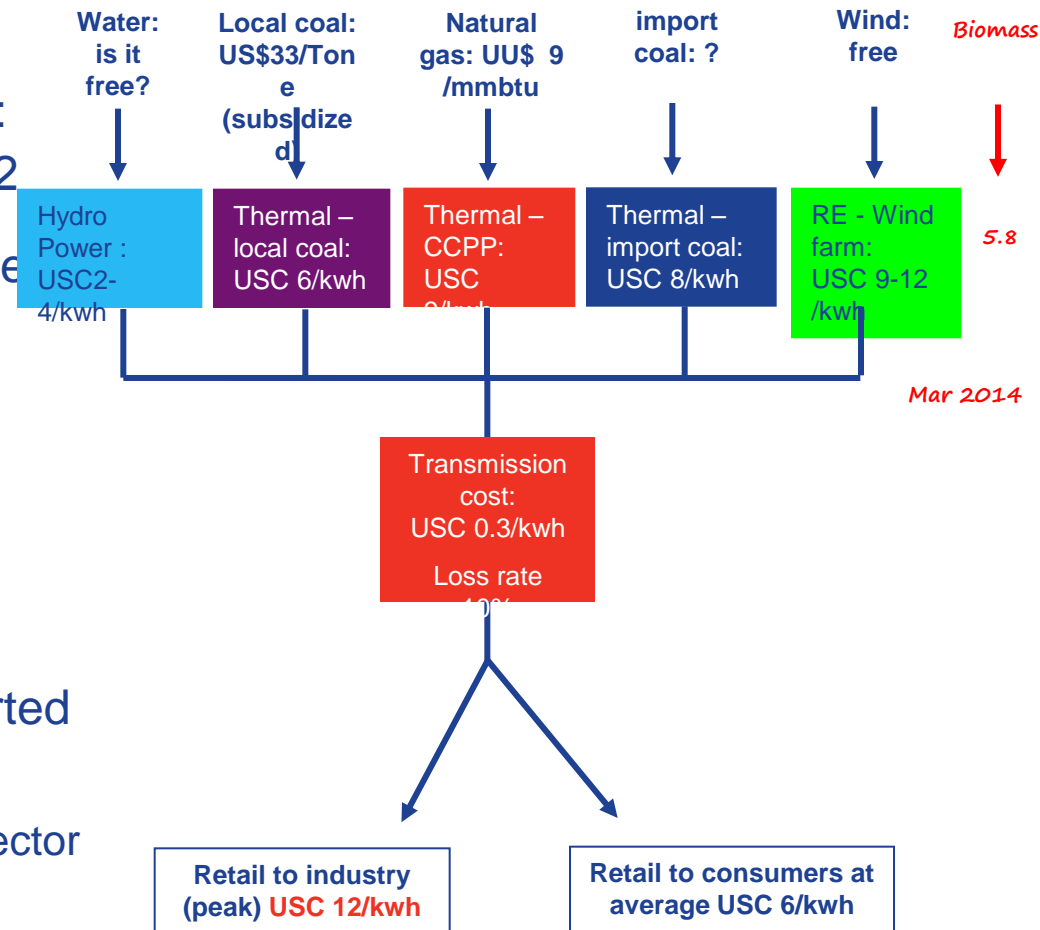 Water:
is it
free?
Local coal:
US$33/Ton
e
(subsidize
d)
Natural
gas: UU$ 9
/mmbtu
import
coal: ?
Wind:
free
Biomass
:
2
e
Hydro
Power :
USC2-
4/kwh
Thermal –
local coal:
USC 6/kwh
Thermal –
CCPP:
USC
Thermal –
import coal:
USC 8/kwh
RE - Wind
farm:
USC 9-12
/kwh
5.8
Mar 2014
Transmission
cost:
USC 0.3/kwh
Loss rate
10%
rted
ector
Retail to industry
(peak) USC 12/kwh
Retail to consumers at
average USC 6/kwh